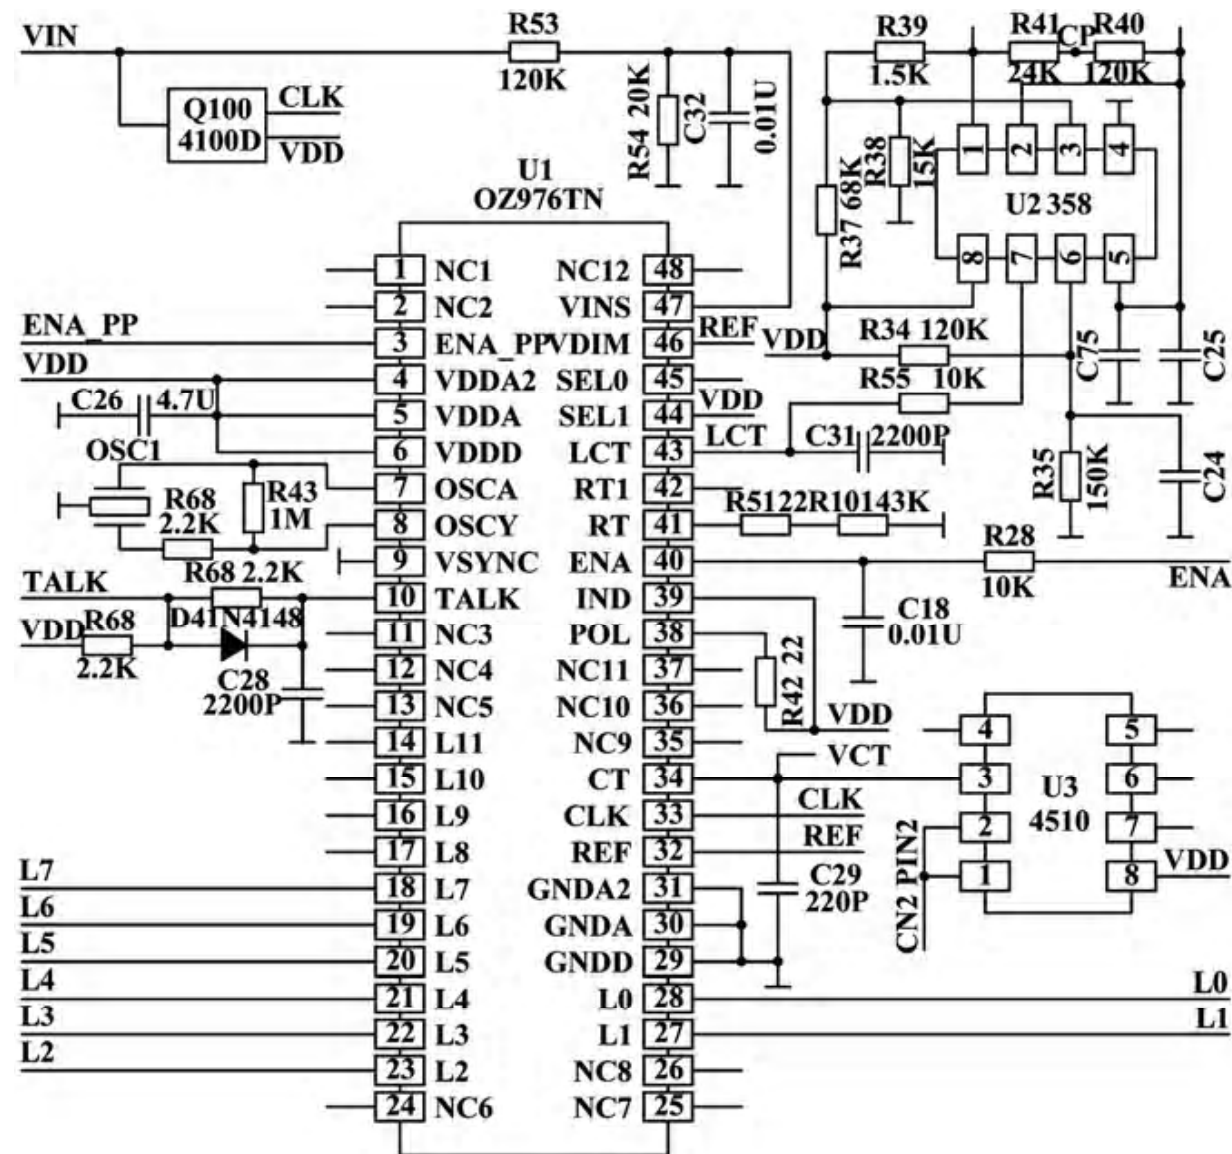 VIN
R53
120K
Q100
4100D
CLK
VDD
R54 20K
C32
0.01U
R39
1.5K
R41
24K
CP
R40
120K
R37 68K
R38
15K
1
2
3
4
U2 358
8
7
6
5
U1
OZ976TN
1 NC1
NC12 48
2 NC2
VINS 47
ENA_PP
3 ENA_PP
VDIM 46
REF
VDD
4 VDDA2
SEL0 45
C26
4.7U
5 VDDA
SEL1 44
VDD
OSC1
6 VDDD
LCT 43
LCT
C31
2200P
VDD
R34 120K
R55 10K
C75
C25
R35
150K
C24
R68
2.2K
R43
1M
7 OSCA
RT1 42
8 OSCY
RT 41
R5122R10143K
9 VSYNC
ENA 40
R28
10K
ENA
R68 2.2K
TALK
10 TALK
IND 39
D41N4148
C18
0.01U
VDD
R68
2.2K
11 NC3
POL 38
R42 22
C28
2200P
12 NC4
NC11 37
13 NC5
NC10 36
VDD
14 L11
NC9 35
VCT
15 L10
CT 34
16 L9
CLK 33
CLK
17 L8
REF 32
REF
4
5
3
6
U3
4510
2
7
1
8
VDD
CN2 PIN2
L7
18 L7
GNDA2 31
C29
220P
L6
19 L6
GNDA 30
L5
20 L5
GNDD 29
L4
21 L4
L0 28
L0
L3
22 L3
L1 27
L1
L2
23 L2
NC8 26
24 NC6
NC7 25